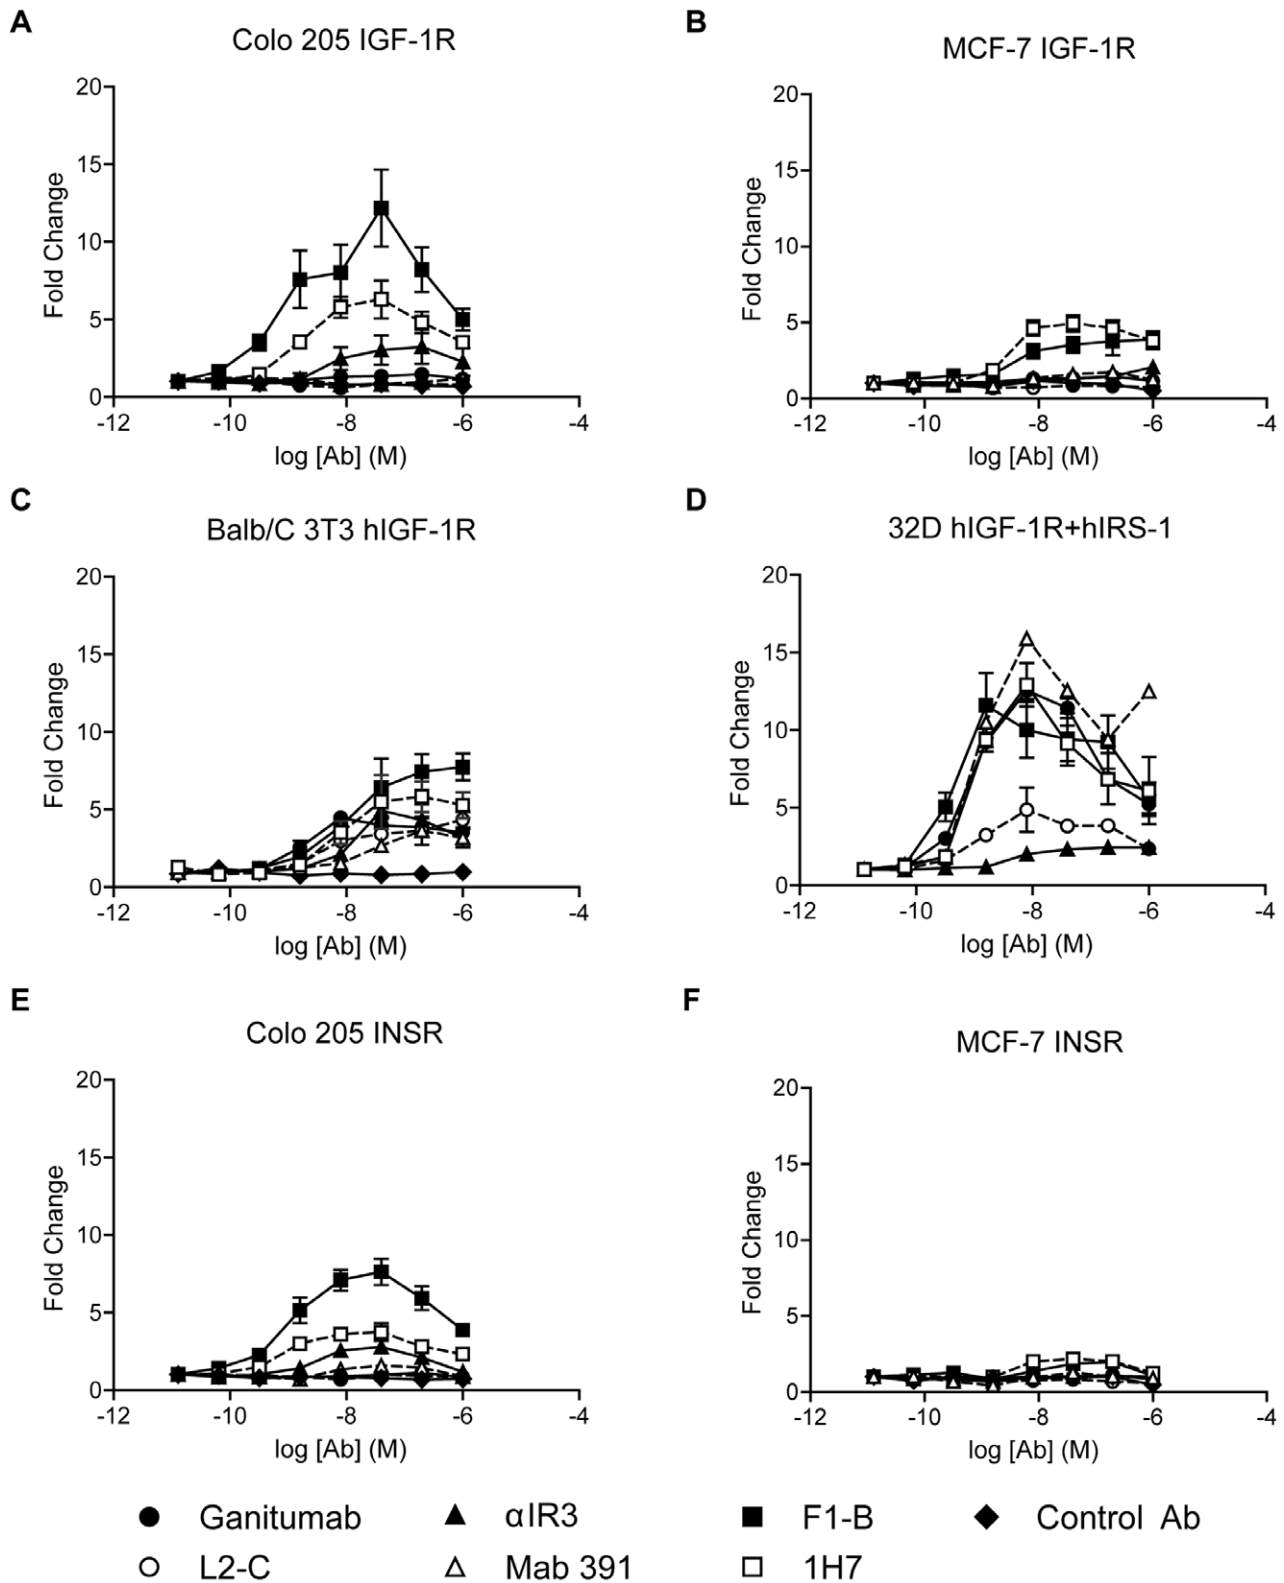 A
Colo 205 IGF-1R
20
15
10
5
0
Fold Change
-12 -10 -8 -6 -4
log [Ab] (M)
B
MCF-7 IGF-1R
20
15
10
5
0
Fold Change
-12 -10 -8 -6 -4
log [Ab] (M)
C
Balb/C 3T3 hIGF-1R
20
15
10
5
0
Fold Change
-12 -10 -8 -6 -4
log [Ab] (M)
D
32D hIGF-1R+hIRS-1
20
15
10
5
0
Fold Change
-12 -10 -8 -6 -4
log [Ab] (M)
E
Colo 205 INSR
20
15
10
5
0
Fold Change
-12 -10 -8 -6 -4
log [Ab] (M)
F
MCF-7 INSR
20
15
10
5
0
Fold Change
-12 -10 -8 -6 -4
log [Ab] (M)
Ganitumab αIR3 F1-B Control Ab
L2-C Mab 391 1H7